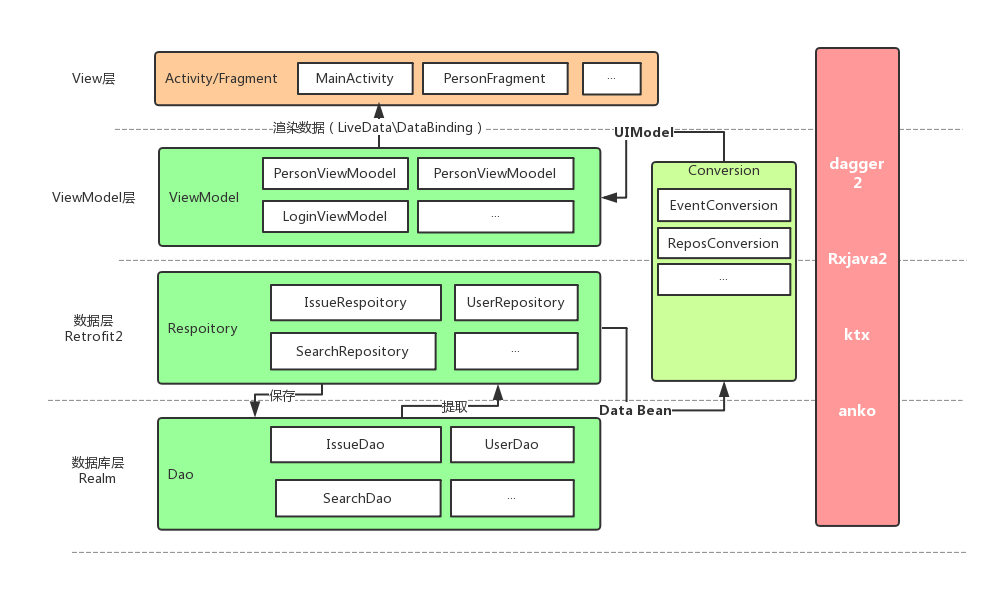 View层
Activity/Fragment
MainActivity
PersonFragment
...
渲染数据（LiveData\DataBinding）
UIModel
ViewModel层
ViewModel
PersonViewMoodel
PersonViewMoodel
LoginViewModel
...
Conversion
EventConversion
ReposConversion
...
dagger
2
Rxjava2
ktx
anko
数据层
Retrofit2
Respoitory
IssueRespoitory
UserRepository
SearchRepository
...
保存
提取
Data Bean
数据库层
Realm
Dao
IssueDao
UserDao
SearchDao
...